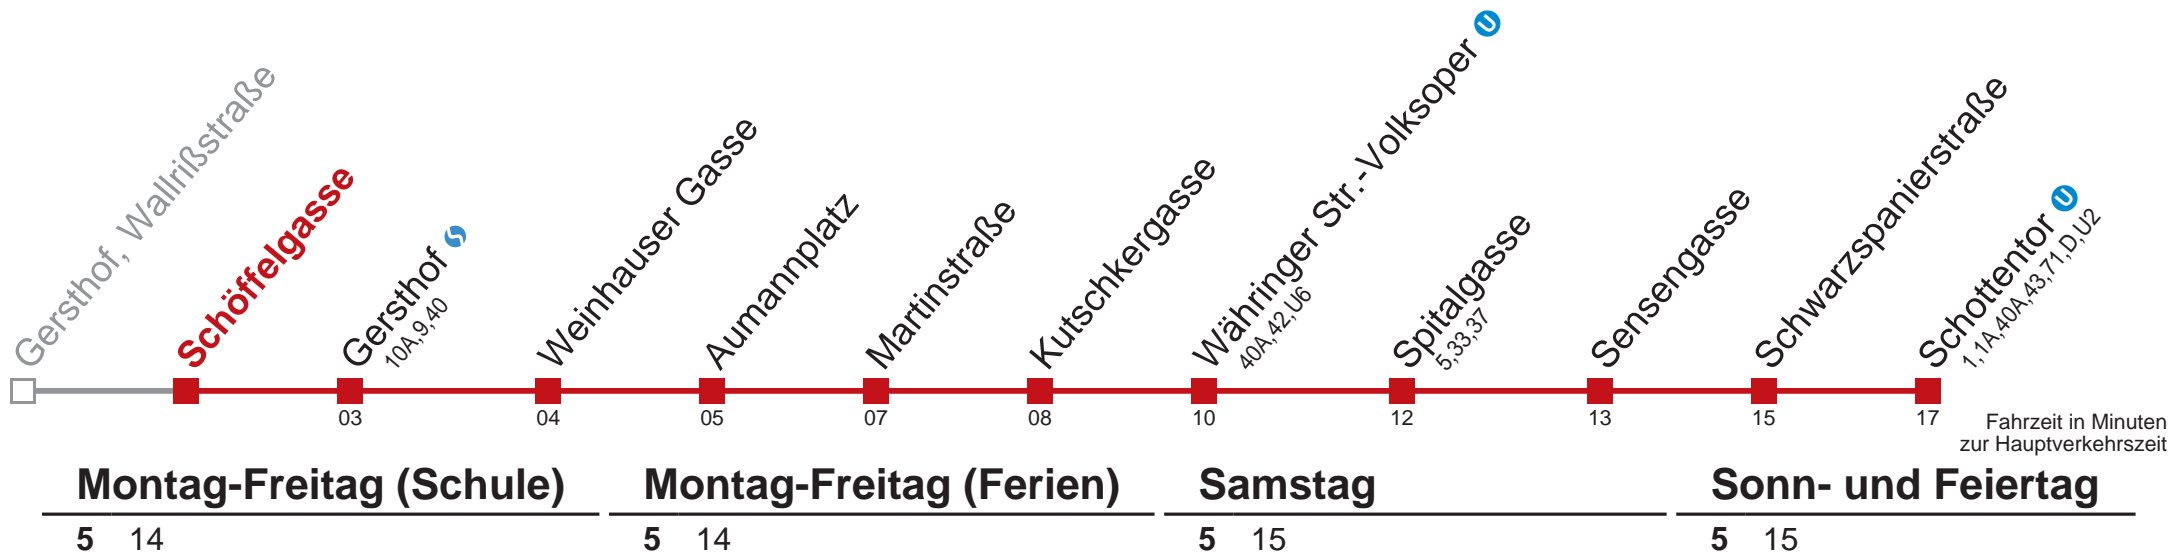 Gersthof, Wallrißstraße
Schöffelgasse
Gersthof S
10A,9,40
Weinhauser Gasse
Aumannplatz
Martinstraße
Kutschkergasse
Währinger Str.-Volksoper U
40A,42,U6
Spitalgasse
5,33,37
Sensengasse
Schwarzspanierstraße
Schottentor U
1,1A,40A,43,71,D,U2
03 04 05 07 08 10 12 13 15 17
Fahrzeit in Minuten
zur Hauptverkehrszeit
Montag-Freitag (Schule) Montag-Freitag (Ferien) Samstag Sonn- und Feiertag
5 14 5 14 5 15 5 15